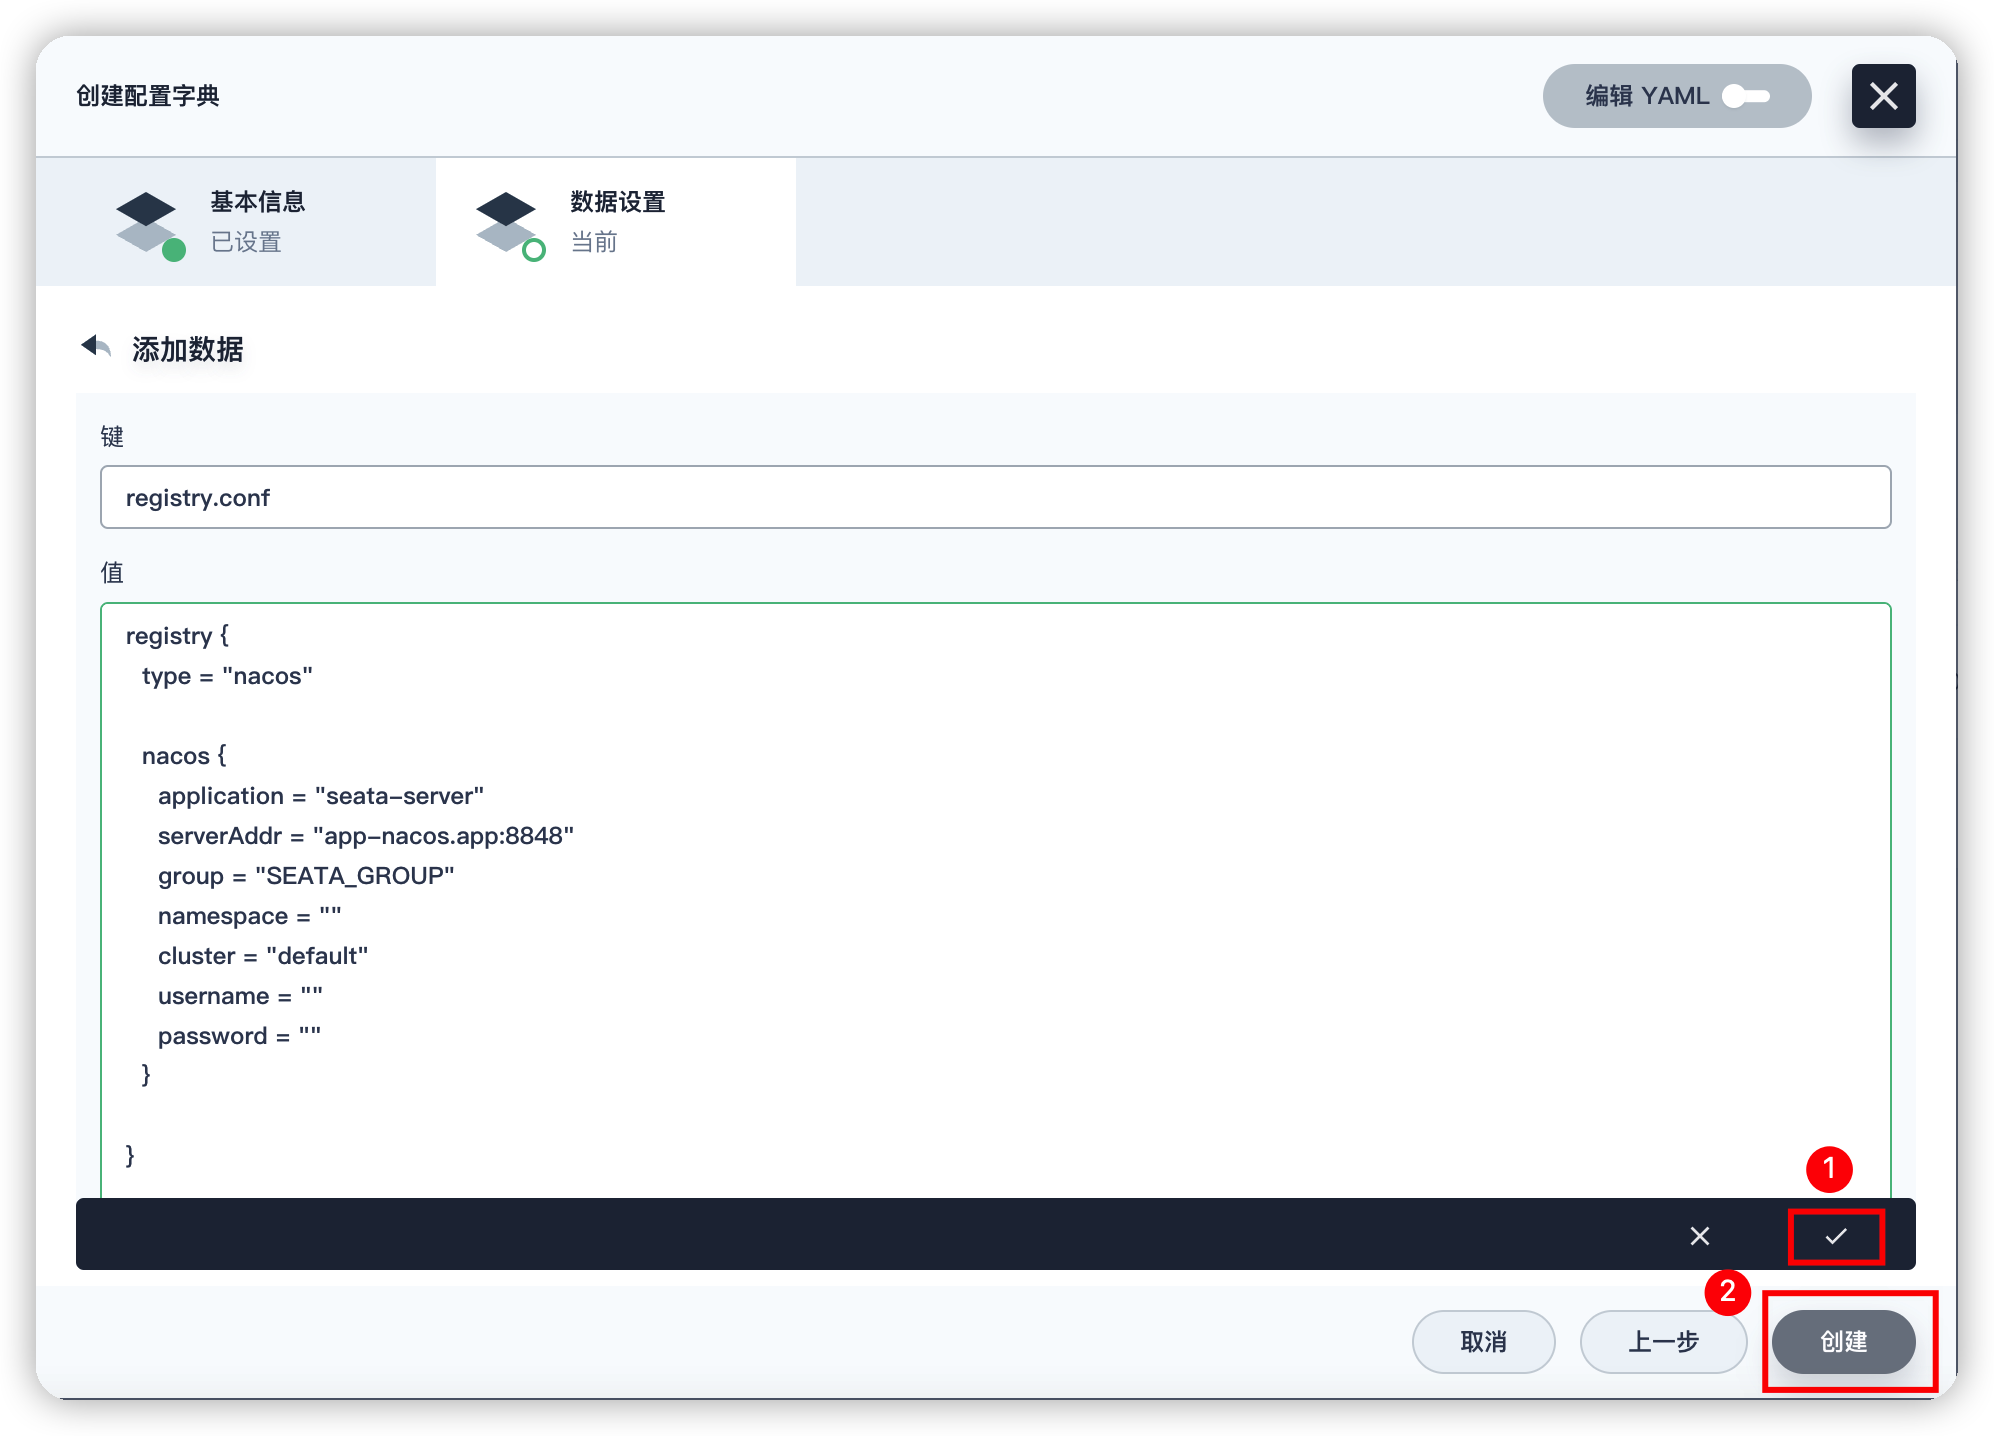 创建配置字典
编辑 YAML
基本信息
已设置
数据设置
当前
添加数据
键
registry.conf
值
registry {
  type = "nacos"
  nacos {
    application = "seata-server"
    serverAddr = "app-nacos.app:8848"
    group = "SEATA_GROUP"
    namespace = ""
    cluster = "default"
    username = ""
    password = ""
  }
}
1
2
取消
上一步
创建